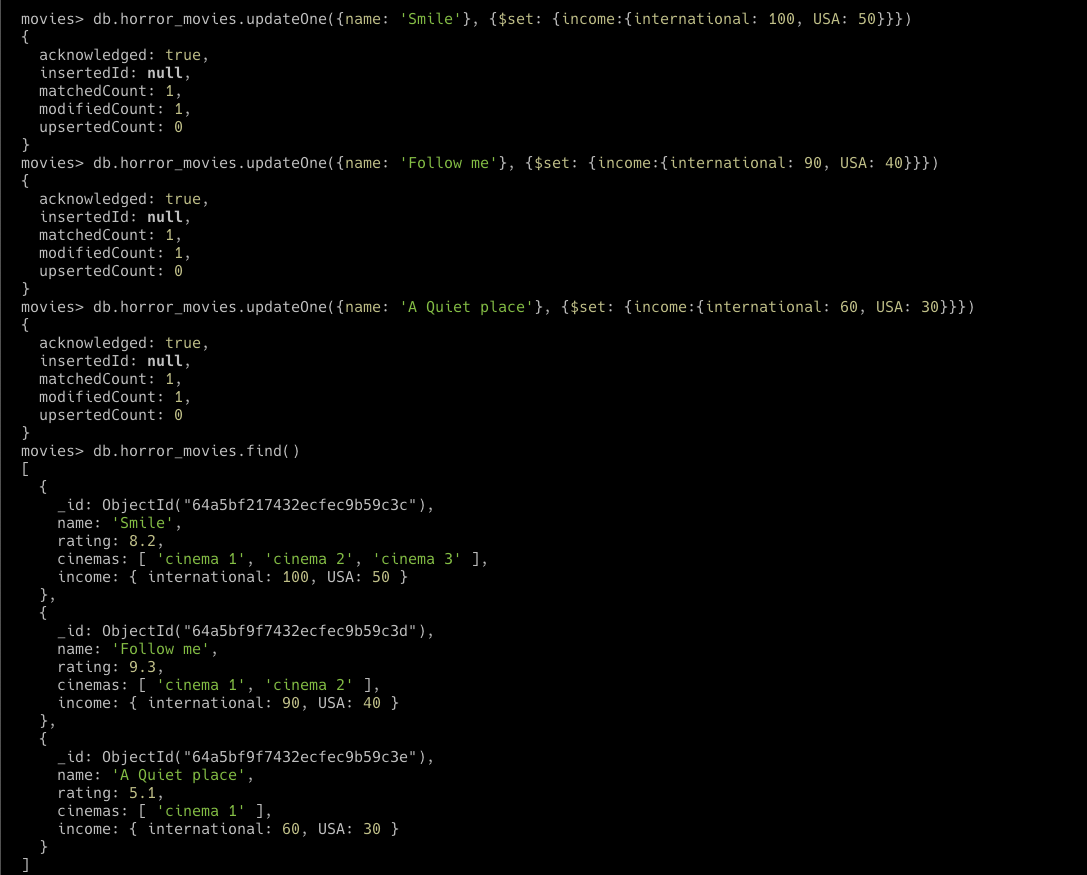 movies> db.horror_movies.updateOne({name: 'Smile'}, {$set: {income:{international: 100, USA: 50}}})
{
  acknowledged: true,
  insertedId: null,
  matchedCount: 1,
  modifiedCount: 1,
  upsertedCount: 0
}
movies> db.horror_movies.updateOne({name: 'Follow me'}, {$set: {income:{international: 90, USA: 40}}})
{
  acknowledged: true,
  insertedId: null,
  matchedCount: 1,
  modifiedCount: 1,
  upsertedCount: 0
}
movies> db.horror_movies.updateOne({name: 'A Quiet place'}, {$set: {income:{international: 60, USA: 30}}})
{
  acknowledged: true,
  insertedId: null,
  matchedCount: 1,
  modifiedCount: 1,
  upsertedCount: 0
}
movies> db.horror_movies.find()
[
  {
    _id: ObjectId("64a5bf217432ecfec9b59c3c"),
    name: 'Smile',
    rating: 8.2,
    cinemas: [ 'cinema 1', 'cinema 2', 'cinema 3' ],
    income: { international: 100, USA: 50 }
  },
  {
    _id: ObjectId("64a5bf9f7432ecfec9b59c3d"),
    name: 'Follow me',
    rating: 9.3,
    cinemas: [ 'cinema 1', 'cinema 2' ],
    income: { international: 90, USA: 40 }
  },
  {
    _id: ObjectId("64a5bf9f7432ecfec9b59c3e"),
    name: 'A Quiet place',
    rating: 5.1,
    cinemas: [ 'cinema 1' ],
    income: { international: 60, USA: 30 }
  }
]